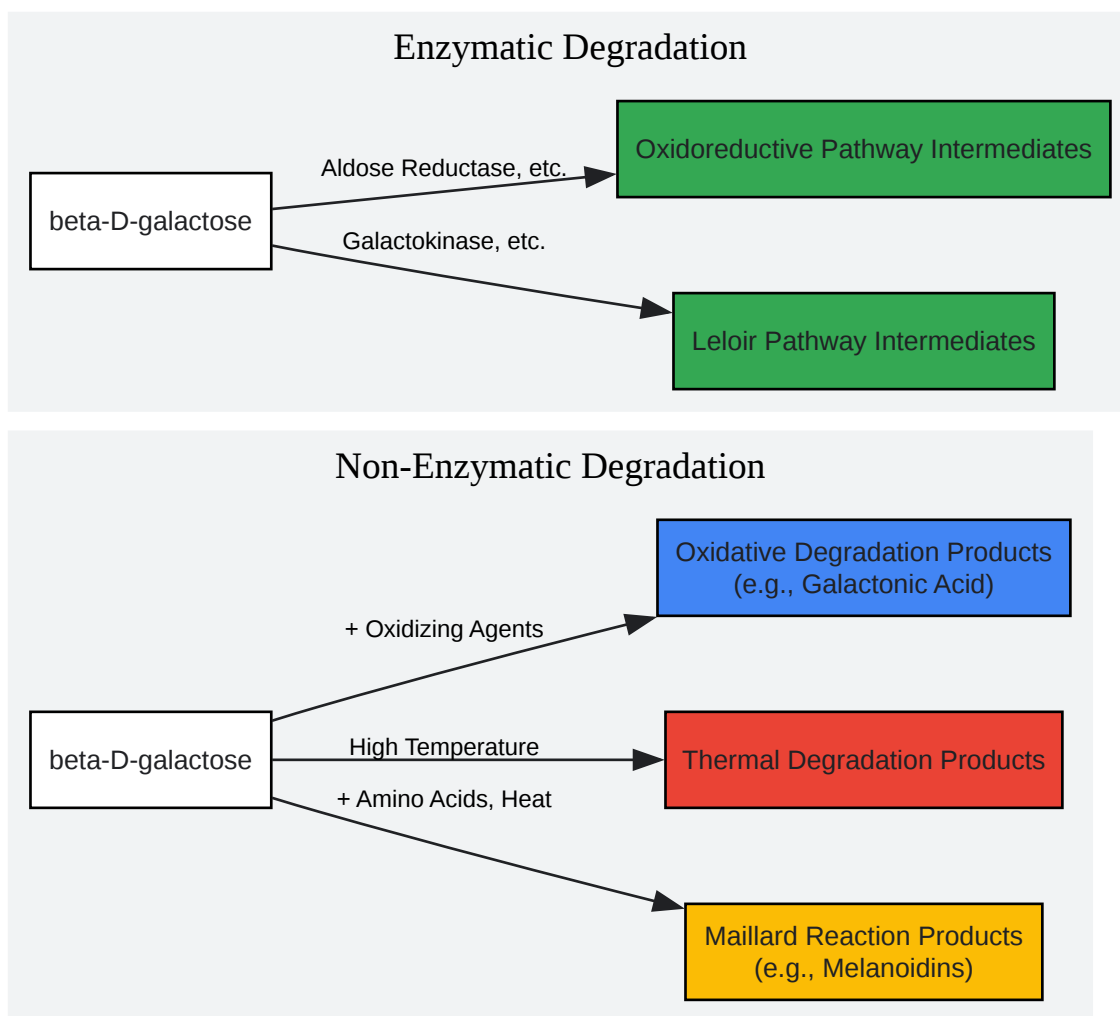 Enzymatic Degradation
Oxidoreductive Pathway Intermediates
Aldose Reductase, etc.
beta-D-galactose
Galactokinase, etc.
Leloir Pathway Intermediates
Non-Enzymatic Degradation
Oxidative Degradation Products
(e.g., Galactonic Acid)
+ Oxidizing Agents
beta-D-galactose
High Temperature
Thermal Degradation Products
+ Amino Acids, Heat
Maillard Reaction Products
(e.g., Melanoidins)